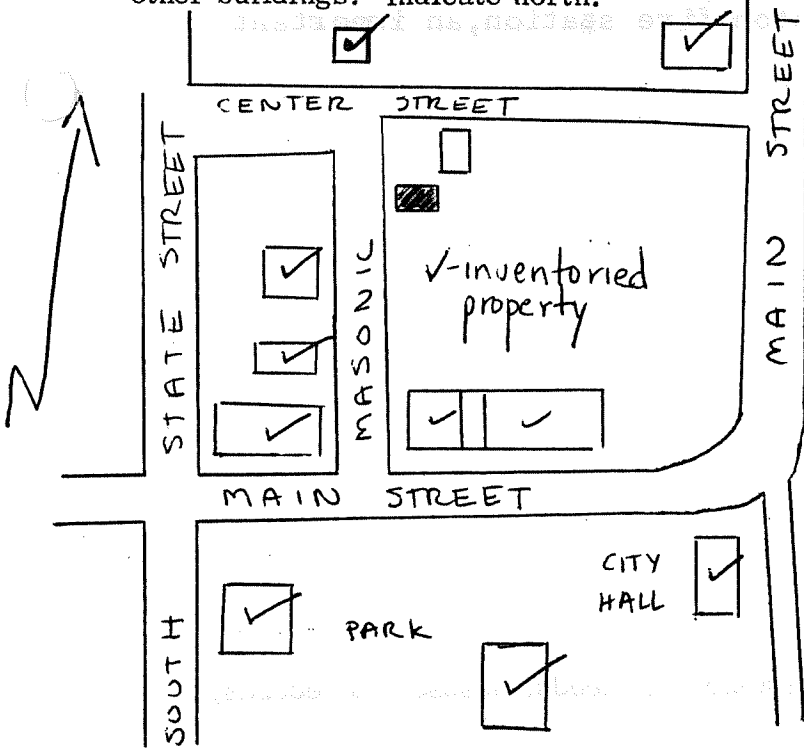 other buildings. Indicate north.
CENTER STREET
STATE STREET
MASONIC
MAIN STREET
N
✓-inventoried
property
MAIN STREET
CITY
HALL
PARK
SOUTH